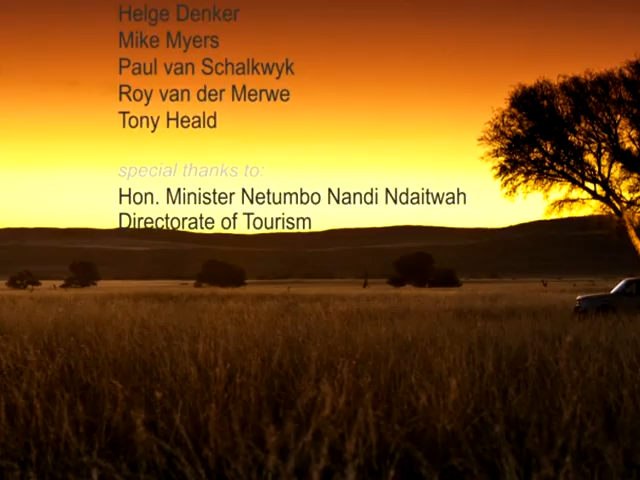 Helge Denker
Mike Myers
Paul van Schalkwyk
Roy van der Merwe
Tony Heald
special thanks to:
Hon. Minister Netumbo Nandi Ndaitwah
Directorate of Tourism